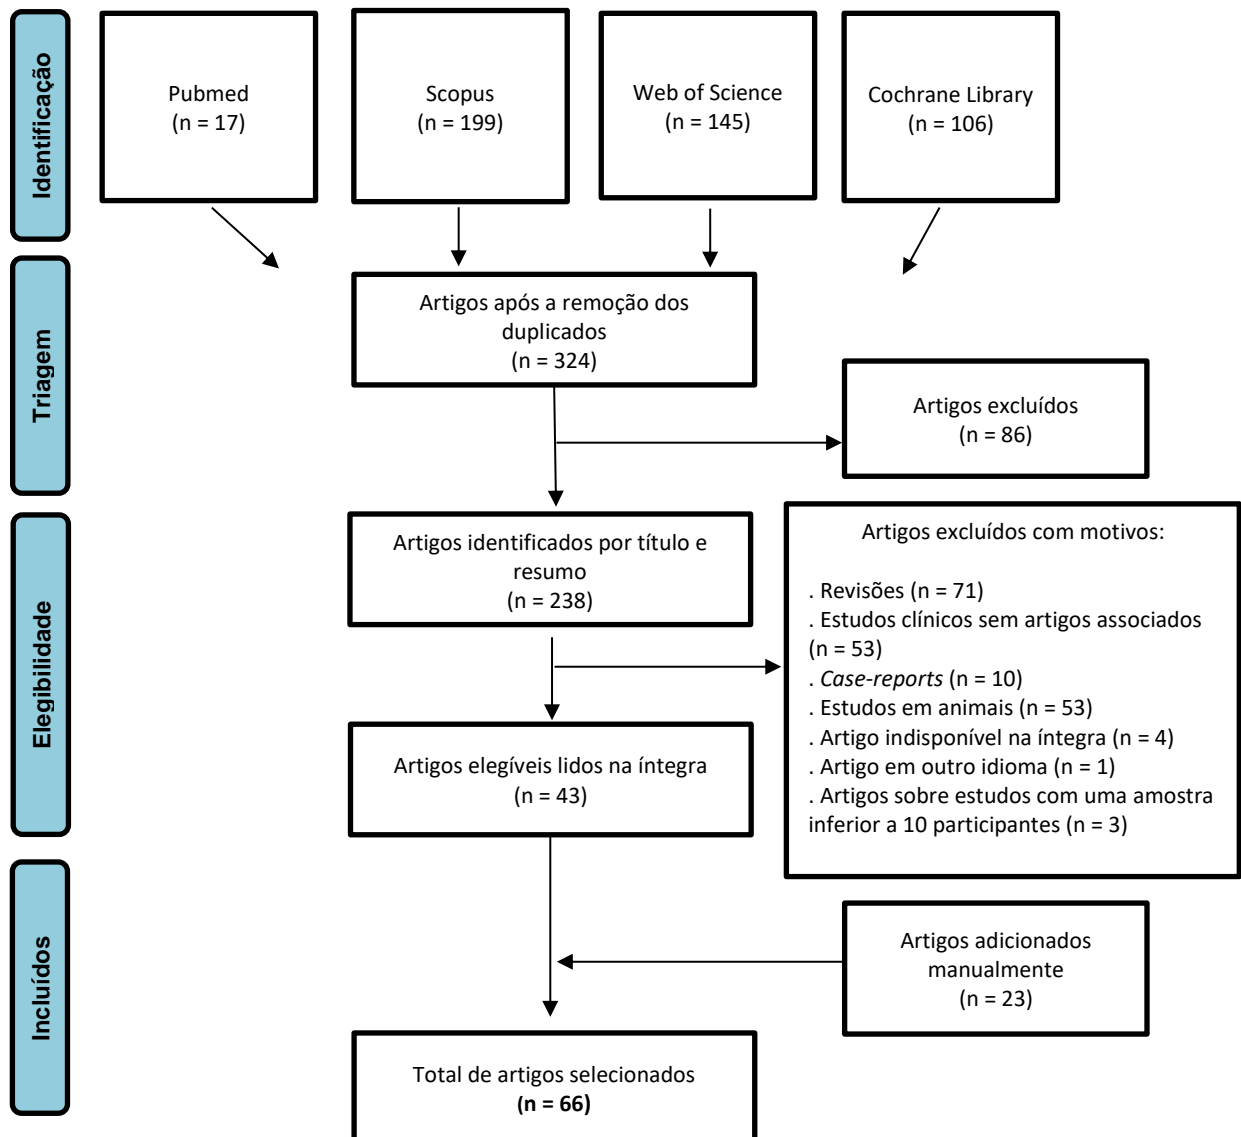 Identificação
Pubmed
(n = 17)
Scopus
(n = 199)
Web of Science
(n = 145)
Cochrane Library
(n = 106)
Triagem
Artigos após a remoção dos
duplicados
(n = 324)
Artigos excluídos
(n = 86)
Elegibilidade
Artigos identificados por título e
resumo
(n = 238)
Artigos excluídos com motivos:
. Revisões (n = 71)
. Estudos clínicos sem artigos associados
(n = 53)
. Case-reports (n = 10)
. Estudos em animais (n = 53)
. Artigo indisponível na íntegra (n = 4)
. Artigo em outro idioma (n = 1)
. Artigos sobre estudos com uma amostra
inferior a 10 participantes (n = 3)
Artigos elegíveis lidos na íntegra
(n = 43)
Incluídos
Artigos adicionados
manualmente
(n = 23)
Total de artigos selecionados
(n = 66)